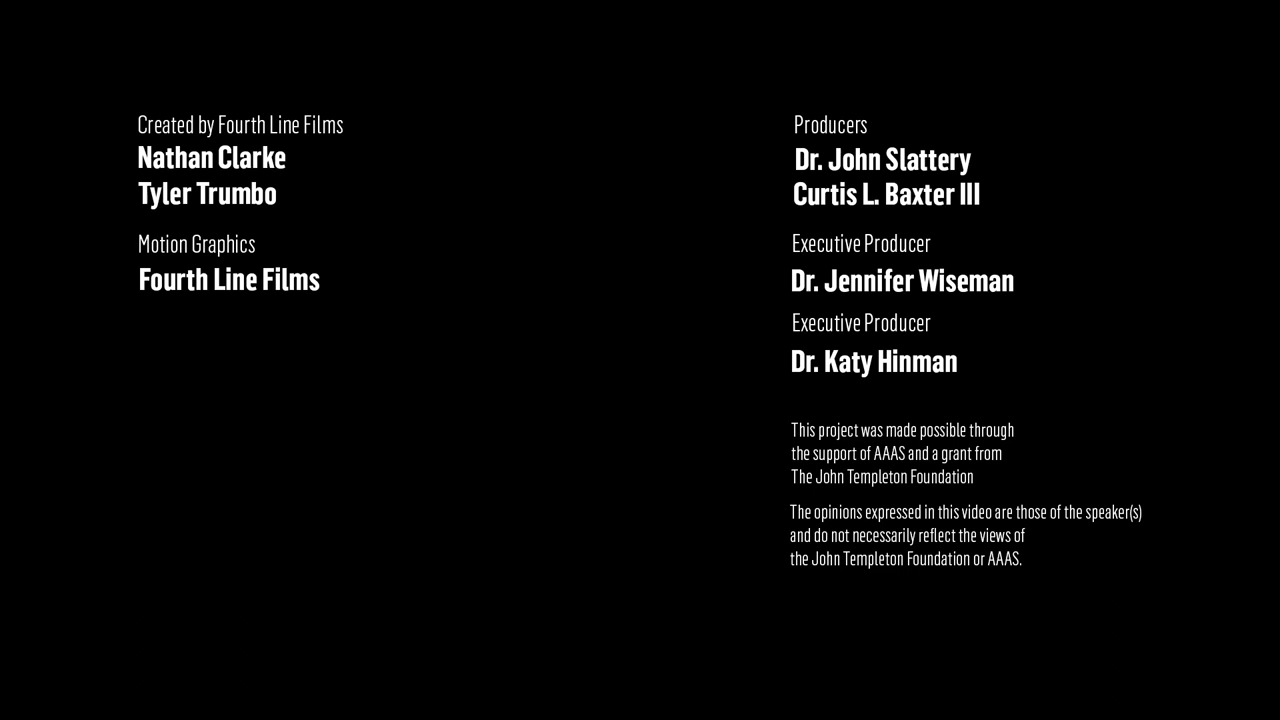 Created by Fourth Line Films
Nathan Clarke
Tyler Trumbo
Motion Graphics
Fourth Line Films
Producers
Dr. John Slattery
Curtis L. Baxter III
Executive Producer
Dr. Jennifer Wiseman
Executive Producer
Dr. Katy Hinman
This project was made possible through
the support of AAAS and a grant from
The John Templeton Foundation
The opinions expressed in this video are those of the speaker(s)
and do not necessarily reflect the views of
the John Templeton Foundation or AAAS.